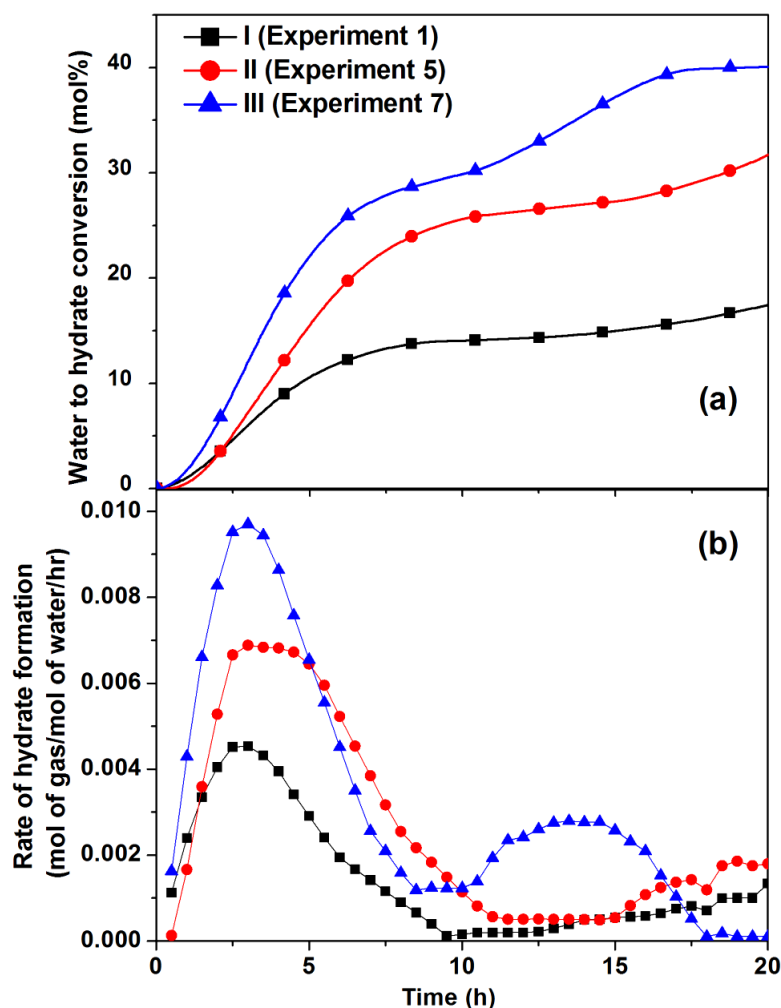 I (Experiment 1)
II (Experiment 5)
III (Experiment 7)
Water to hydrate conversion (mol%)
40
30
20
10
0
(a)
Rate of hydrate formation
(mol of gas/mol of water/hr)
0.010
0.008
0.006
0.004
0.002
0.000
(b)
0 5 10 15 20
Time (h)